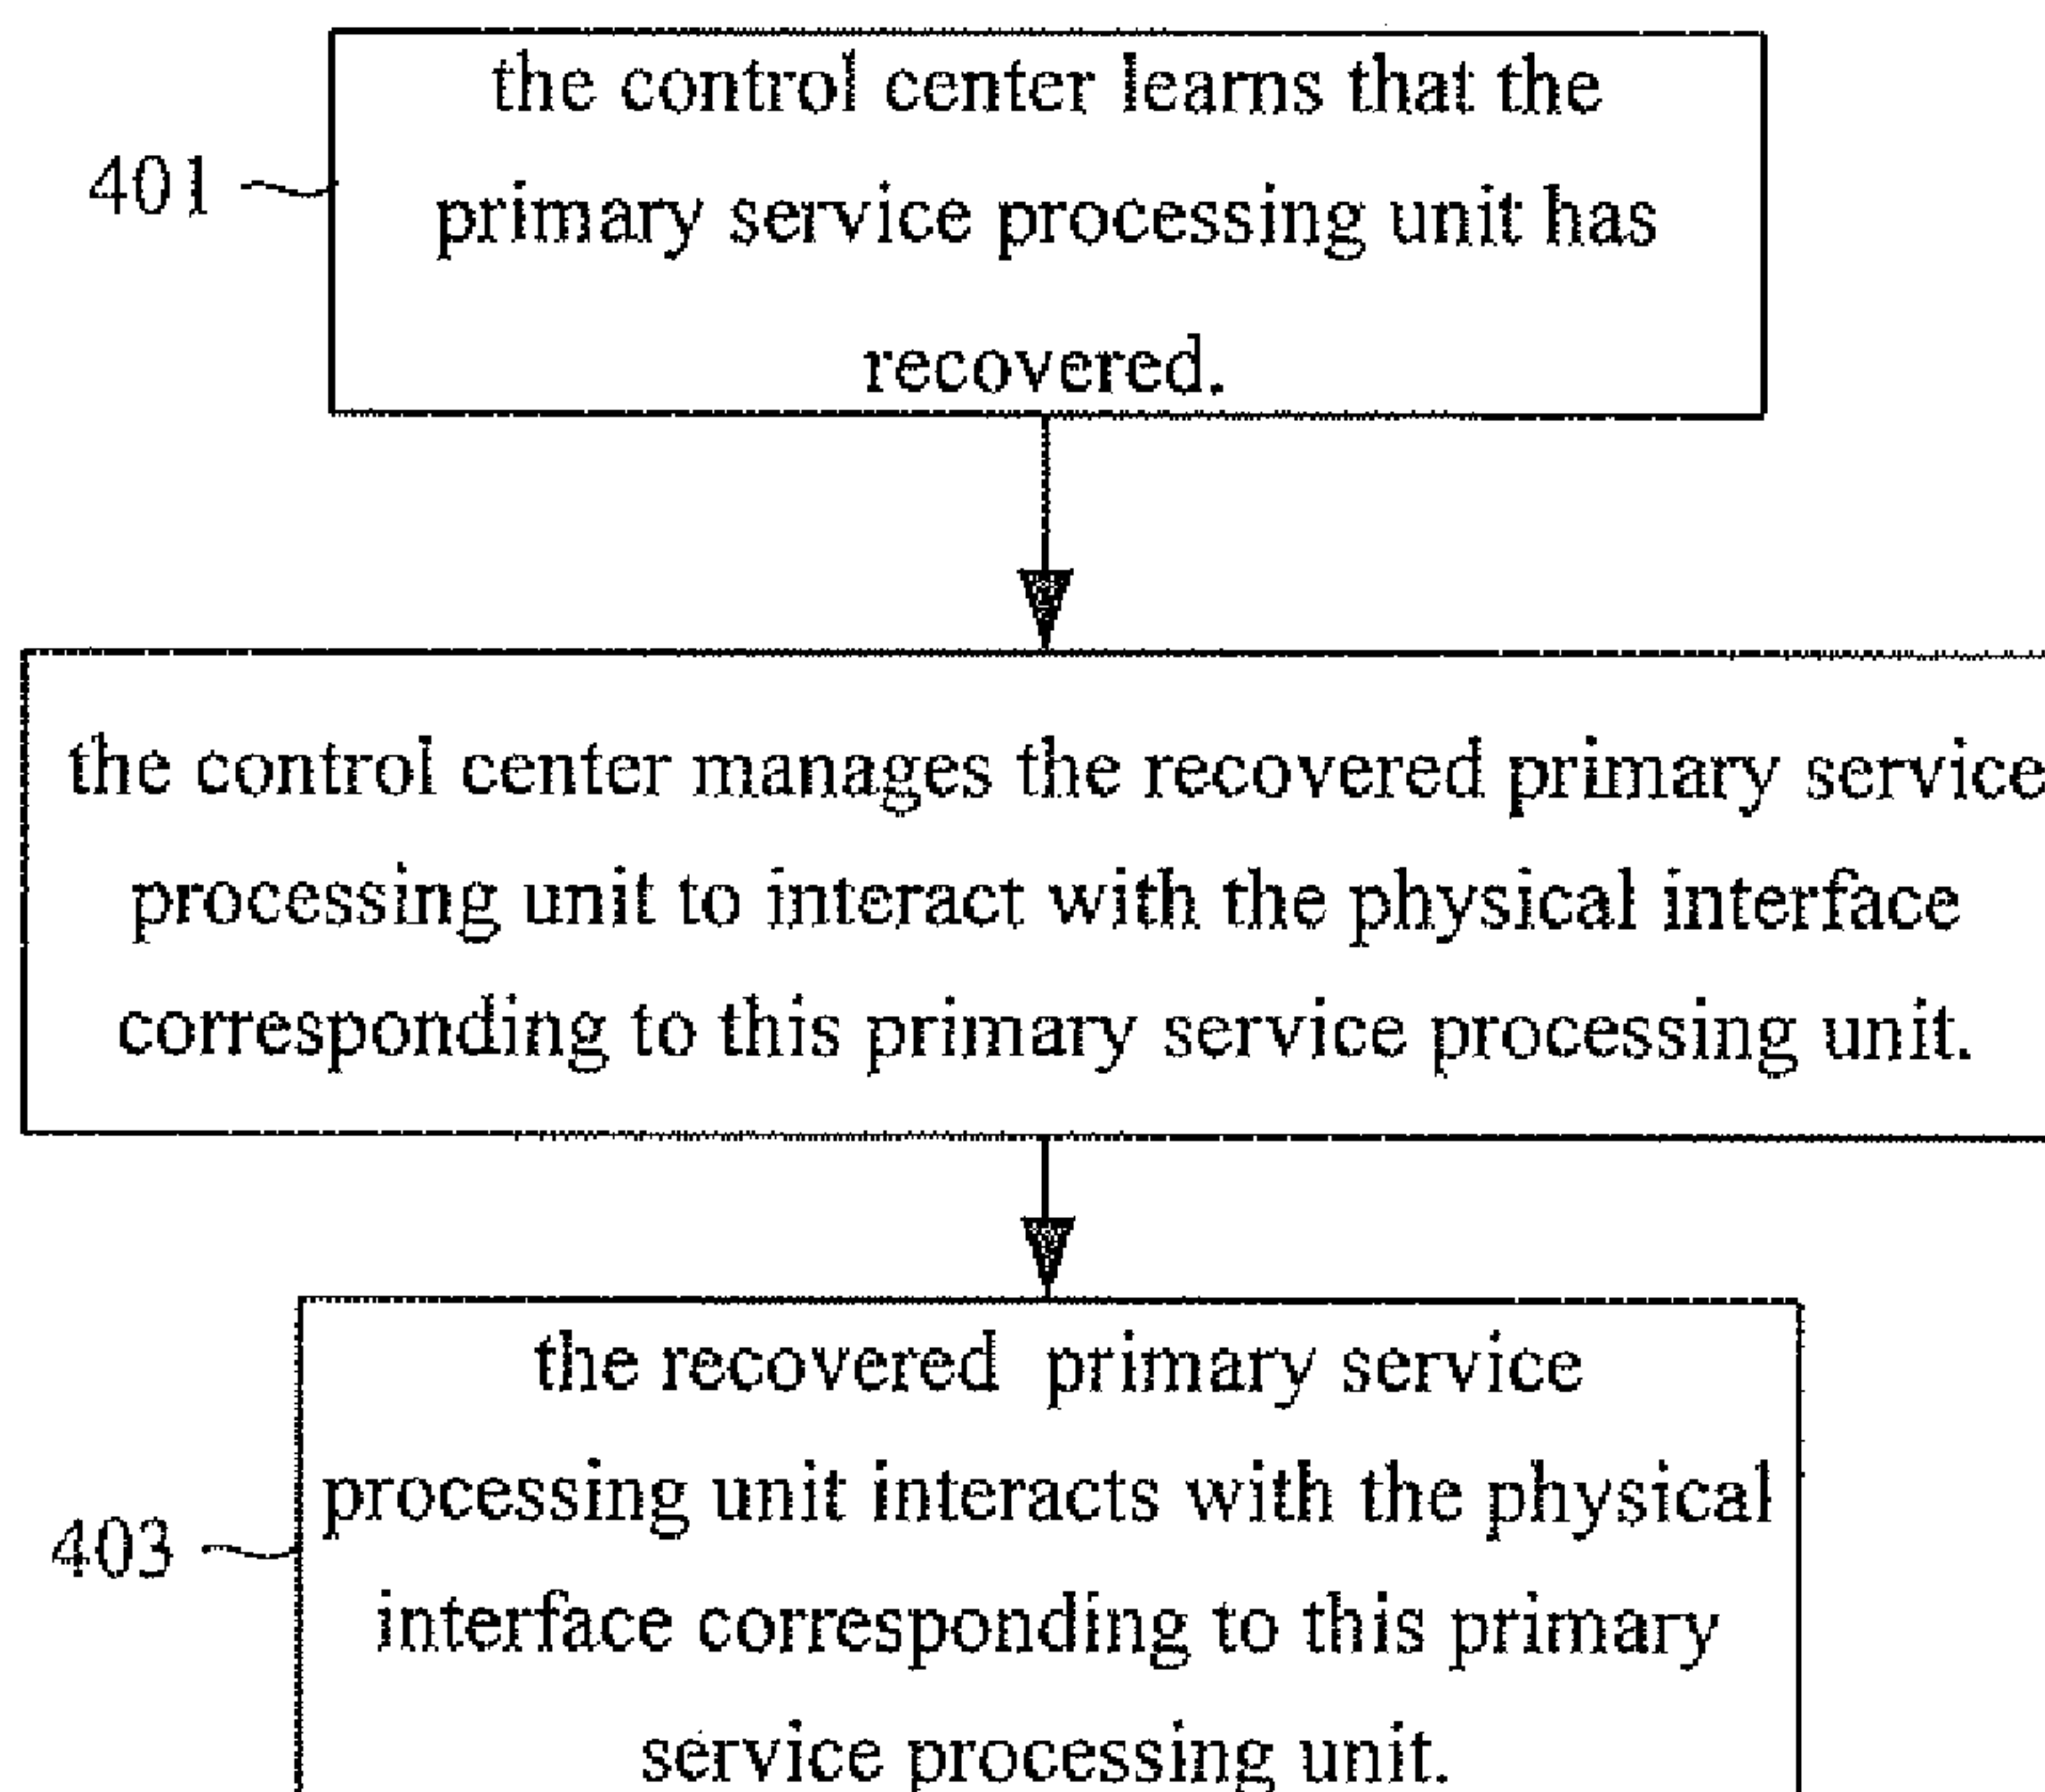 the control center learns that the
401
primary service processing unit has
recovered.
the control center manages the recovered primary service
processing unit to interact with the physical interface
corresponding to this primary service processing unit.
the recovered primary service
processing unit interacts with the physical
403
interface corresponding to this primary
service processing unit.